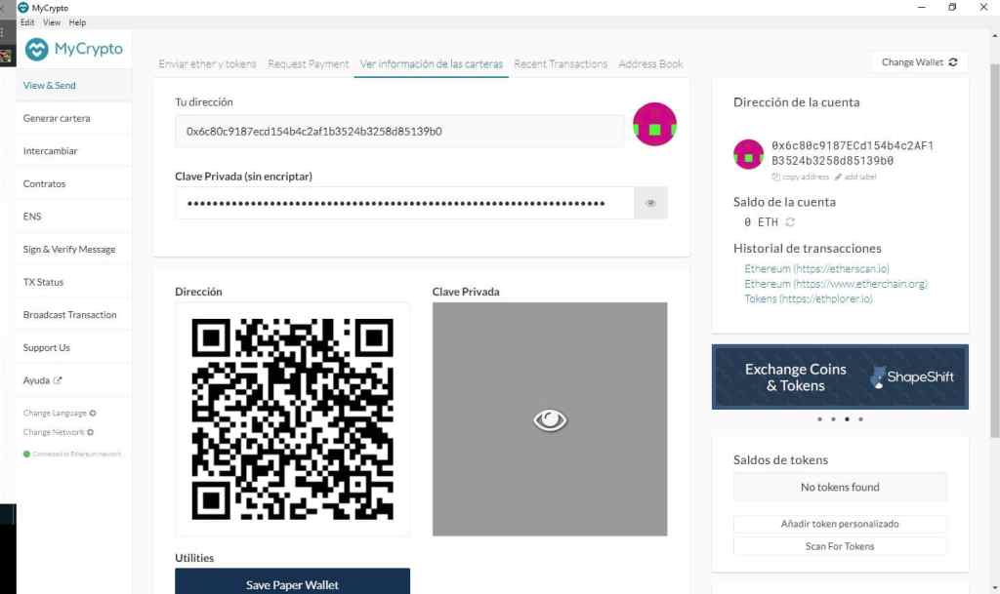 MyCrypto
Edit View Help
MyCrypto
View & Send
Generar cartera
Intercambiar
Contratos
ENS
Sign & Verify Message
TX Status
Broadcast Transaction
Support Us
Ayuda
Change Language
Change Network
Connected to Ethereum network
Enviar ether y tokens Request Payment Ver información de las carteras Recent Transactions Address Book
Change Wallet
Tu dirección
0x6c80c9187ecd154b4c2af1b3524b3258d85139b0
Clave Privada (sin encriptar)
Dirección
Clave Privada
Utilities
Save Paper Wallet
Dirección de la cuenta
0x6c80c9187ECd154b4c2AF1
B3524b3258d85139b0
copy address add label
Saldo de la cuenta
0 ETH
Historial de transacciones
Ethereum (https://etherscan.io)
Ethereum (https://www.etherchain.org)
Tokens (https://ethplorer.io)
Exchange Coins
& Tokens
ShapeShift
Saldos de tokens
No tokens found
Añadir token personalizado
Scan For Tokens